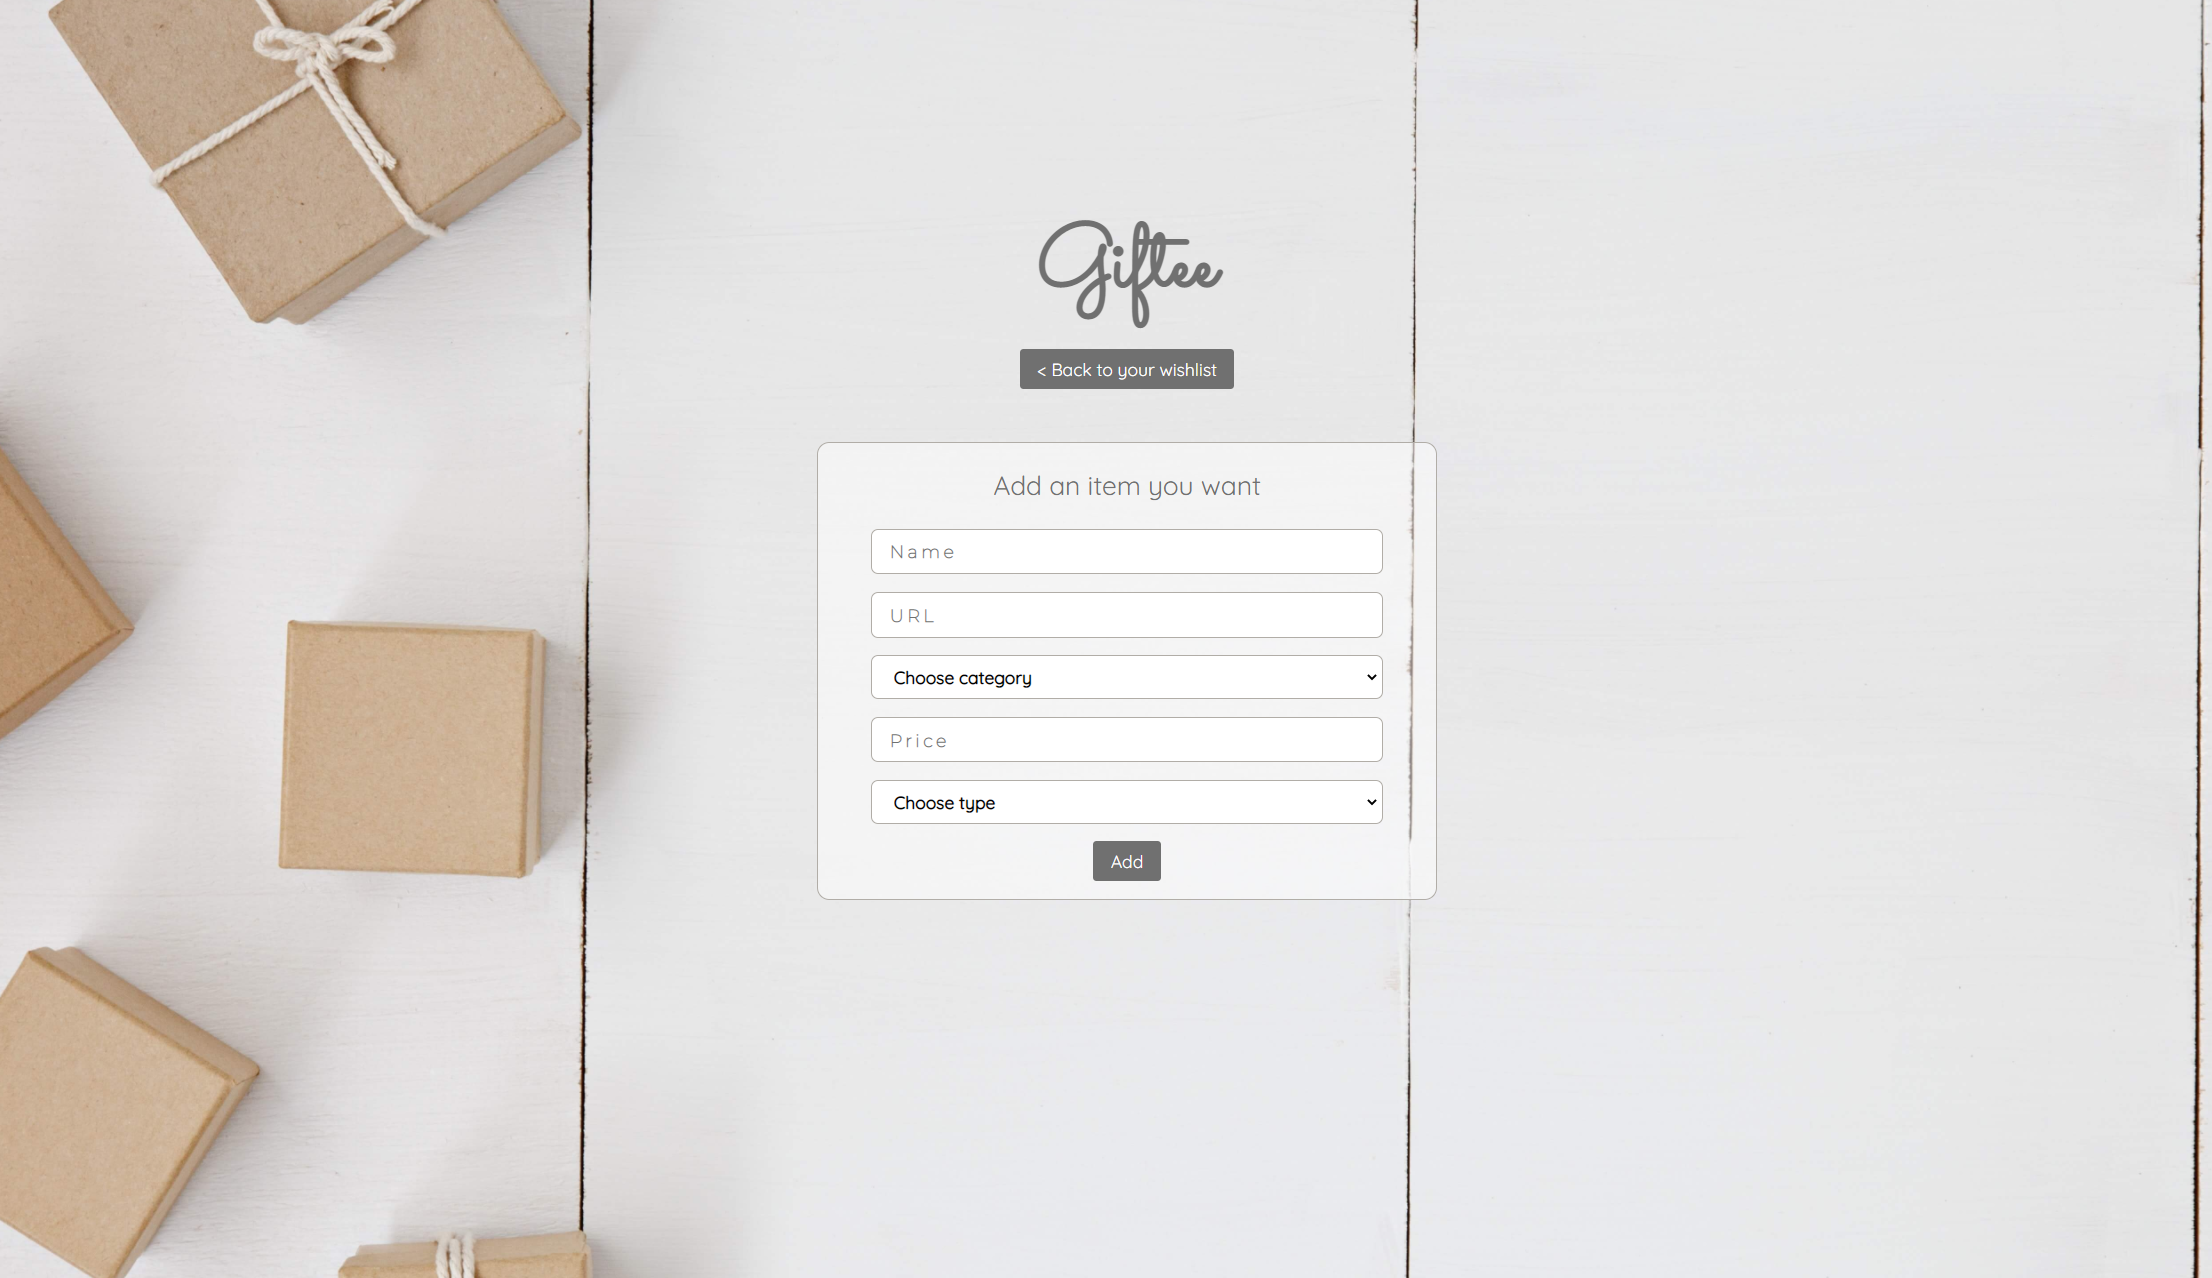 Giftee
< Back to your wishlist
Add an item you want
Name
URL
Choose category
Price
Choose type
Add